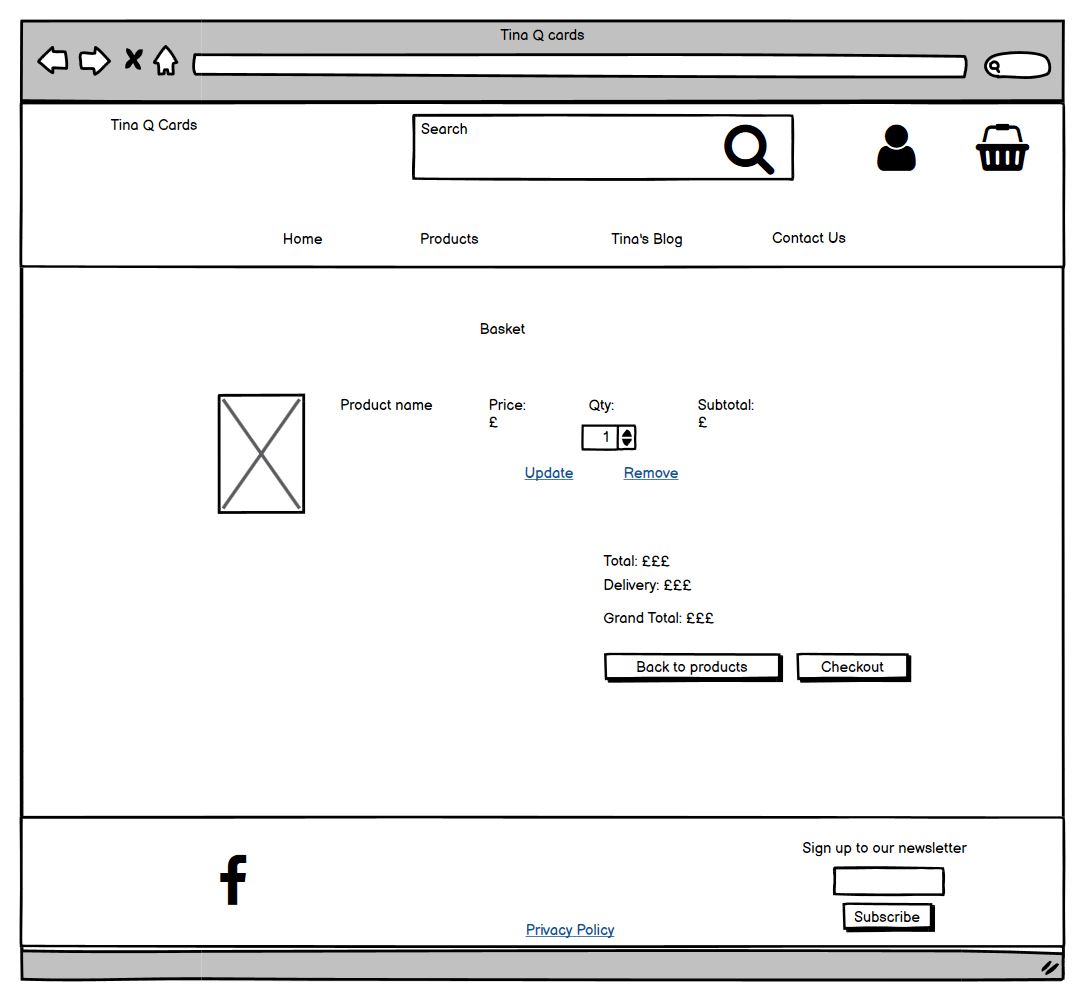 Tina Q cards
Tina Q Cards
Search
Home Products Tina's Blog Contact Us
Basket
Product name Price: Qty: Subtotal:
£ £
1
Update Remove
Total: £££
Delivery: £££
Grand Total: £££
Back to products Checkout
Sign up to our newsletter
Subscribe
Privacy Policy